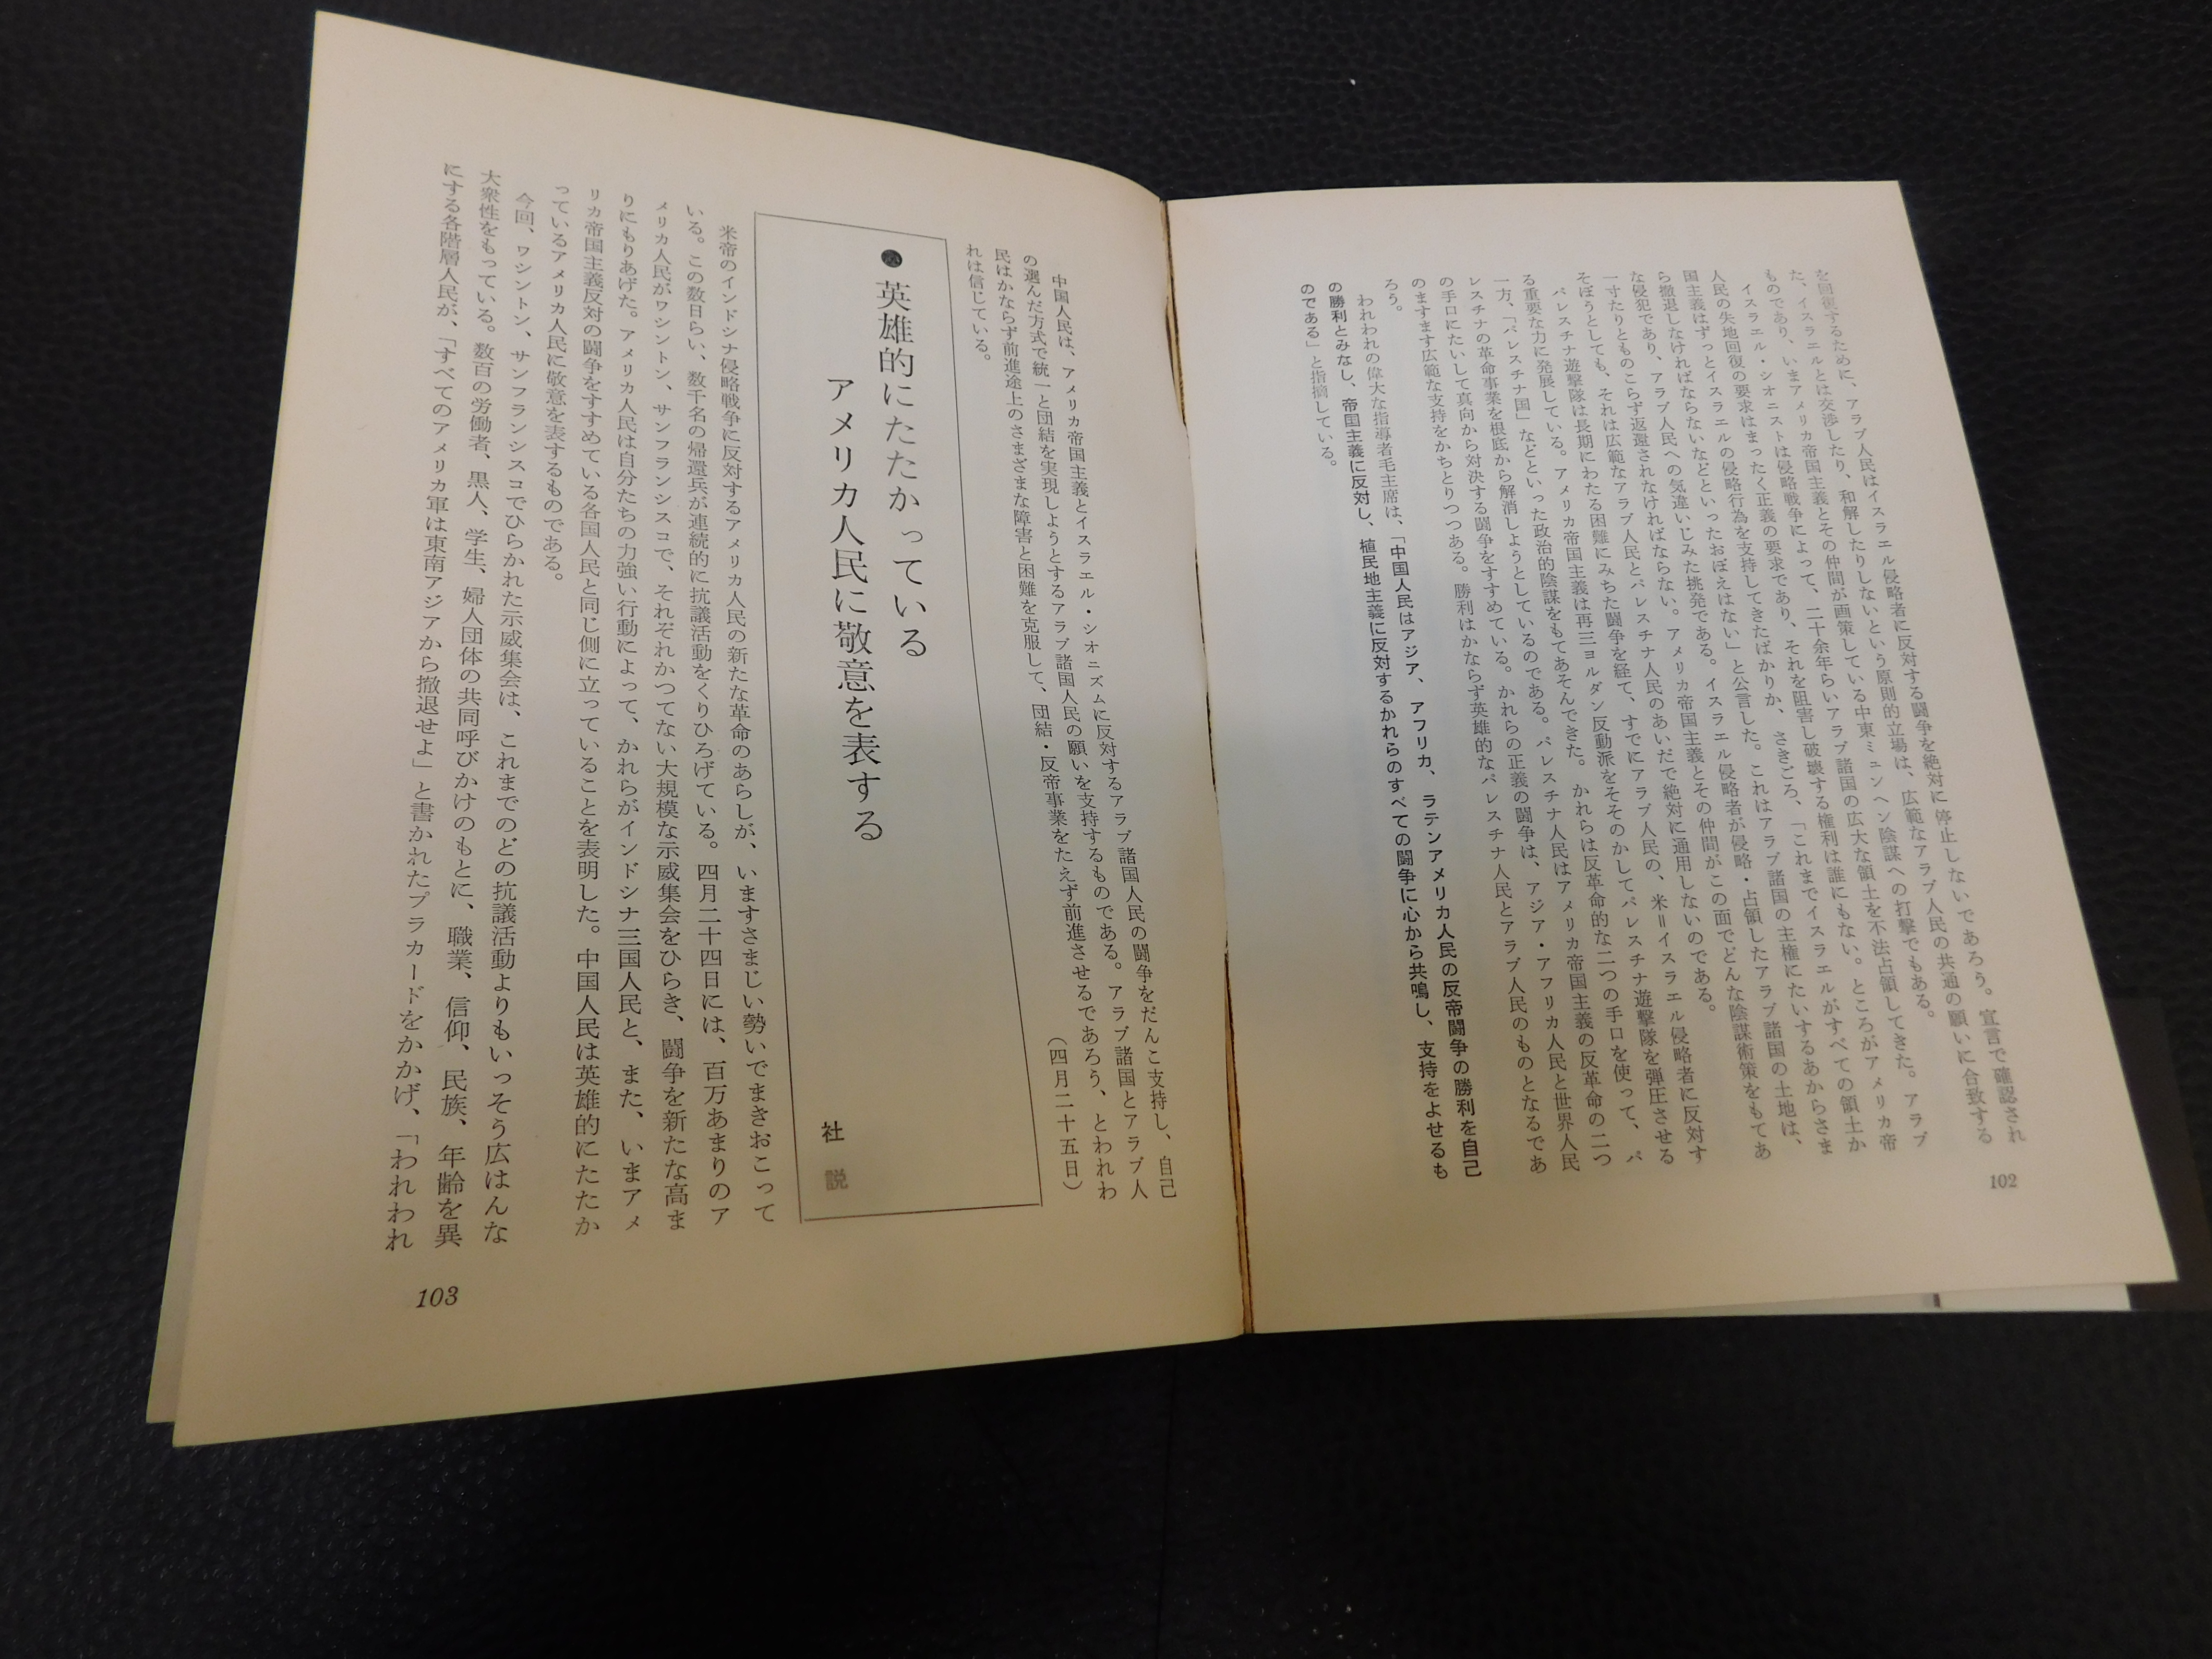 を回復するために、アラブ人民はイスラエル侵略者に反対する闘争を絶対に停止しないであろう。宣言で確認され
た、イスラエルとは交渉したり、和解したりしないという原則的立場は、広範なアラブ人民の共通の願いに合致する
ものであり、いまアメリカ帝国主義とその仲間が画策している中東ミュンヘン陰謀への打撃でもある。
イスラエル・シオニストは侵略戦争によって、二十余年らいアラブ諸国の広大な領土を不法占領してきた。アラブ
人民の失地回復の要求はまったく正義の要求であり、それを阻害し破壊する権利は誰にもない。ところがアメリカ帝
国主義はずっとイスラエルの侵略行為を支持してきたばかりか、さきごろ、「これまでイスラエルがすべての領土か
ら撤退しなければならないなどといったおぼえはない」と公言した。これはアラブ諸国の主権にたいするあからさま
な侵犯であり、アラブ人民への気違いじみた挑発である。イスラエル侵略者が侵略・占領したアラブ諸国の土地は、
一寸たりとものこらず返還されなければならない。アメリカ帝国主義とその仲間がこの面でどんな陰謀術策をもてあ
そぼうとしても、それは広範なアラブ人民とパレスチナ人民のあいだで絶対に通用しないのである。
パレスチナ遊撃隊は長期にわたる困難にみちた闘争を経て、すでにアラブ人民の、米＝イスラエル侵略者に反対す
る重要な力に発展している。アメリカ帝国主義は再三ヨルダン反動派をそそのかしてパレスチナ遊撃隊を弾圧させる
一方、「パレスチナ国」などといった政治的陰謀をもてあそんできた。かれらは反革命的な二つの手口を使って、パ
レスチナの革命事業を根底から解消しようとしているのである。パレスチナ人民はアメリカ帝国主義の反革命の二つ
の手口にたいして真向から対決する闘争をすすめている。かれらの正義の闘争は、アジア・アフリカ人民と世界人民
のますます広範な支持をかちとりつつある。勝利はかならず英雄的なパレスチナ人民とアラブ人民のものとなるであ
ろう。
われわれの偉大な指導者毛主席は、「中国人民はアジア、アフリカ、ラテンアメリカ人民の反帝闘争の勝利を自己
の勝利とみなし、帝国主義に反対し、植民地主義に反対するかれらのすべての闘争に心から共鳴し、支持をよせるも
のである」と指摘している。
102
中国人民は、アメリカ帝国主義とイスラエル・シオニズムに反対するアラブ諸国人民の闘争をだんこ支持し、自己
の選んだ方式で統一と団結を実現しようとするアラブ諸国人民の願いを支持するものである。アラブ諸国とアラブ人
民はかならず前進途上のさまざまな障害と困難を克服して、団結・反帝事業をたえず前進させるであろう、とわれわ
れは信じている。
（四月二十五日）
●英雄的にたたかっている
アメリカ人民に敬意を表する
社説
米帝のインドシナ侵略戦争に反対するアメリカ人民の新たな革命のあらしが、いますさまじい勢いでまきおこって
いる。この数日らい、数千名の帰還兵が連続的に抗議活動をくりひろげている。四月二十四日には、百万あまりのア
メリカ人民がワシントン、サンフランシスコで、それぞれかつてない大規模な示威集会をひらき、闘争を新たな高ま
りにもりあげた。アメリカ人民は自分たちの力強い行動によって、かれらがインドシナ三国人民と、また、いまアメ
リカ帝国主義反対の闘争をすすめている各国人民と同じ側に立っていることを表明した。中国人民は英雄的にたたか
っているアメリカ人民に敬意を表するものである。
今回、ワシントン、サンフランシスコでひらかれた示威集会は、これまでのどの抗議活動よりもいっそう広はんな
大衆性をもっている。数百の労働者、黒人、学生、婦人団体の共同呼びかけのもとに、職業、信仰、民族、年齢を異
にする各階層人民が、「すべてのアメリカ軍は東南アジアから撤退せよ」と書かれたプラカードをかかげ、「われわれ
103